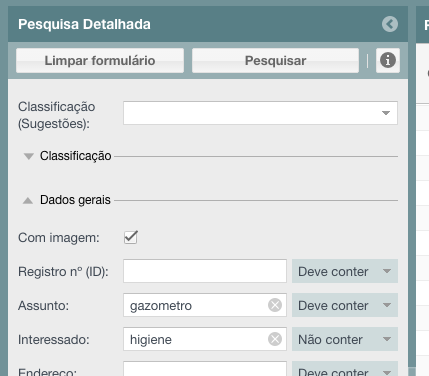 Pesquisa Detalhada
Limpar formulário Pesquisar
Classificação
(Sugestões):
Classificação
Dados gerais
Com imagem:
Registro nº (ID): Deve conter
Assunto: gazometro Deve conter
Interessado: higiene Não conter
Endereço: Deve conter